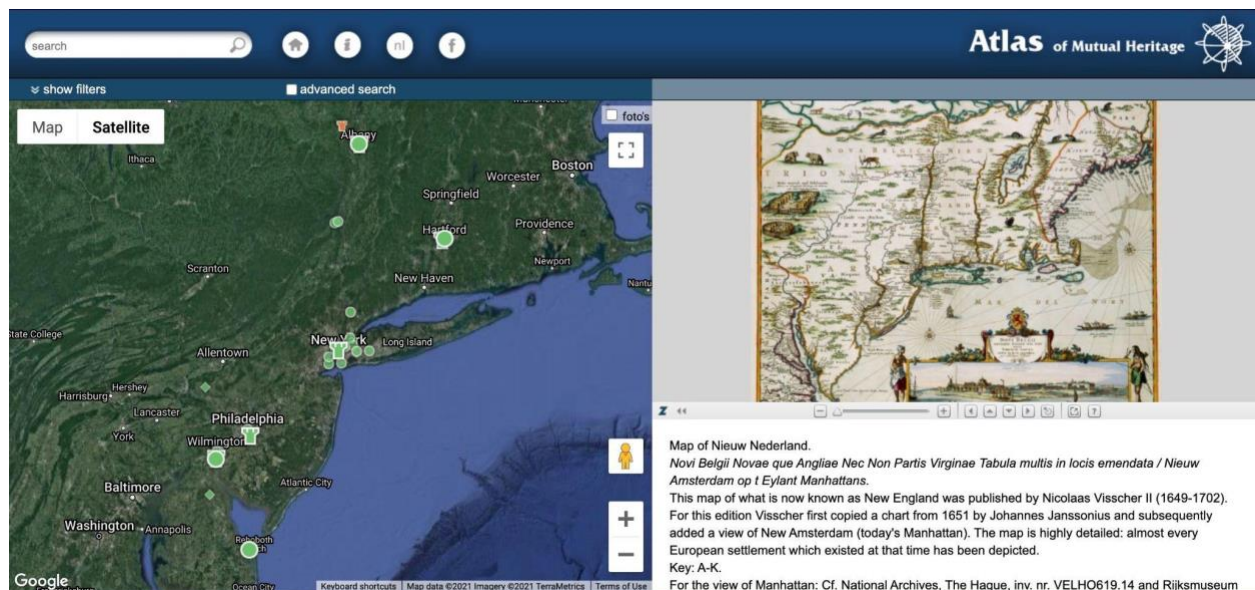 search
nl
f
Atlas of Mutual Heritage
show filters
advanced search
foto's
Map
Satellite
Albany
Ithaca
Boston
Worcester
Springfield
Hartford
Providence
Newport
Scranton
New Haven
Nantu
State College
New York
Long Island
Allentown
Hershey
Harrisburg
Lancaster
Philadelphia
York
Wilmington
Atlantic City
Baltimore
Washington
Annapolis
Ocean City
Google
Keyboard shortcuts
Map data ©2021 Imagery ©2021 TerraMetrics
Terms of Use
MAR DEL NORT
Z
?
Map of Nieuw Nederland.
Novi Belgii Novae que Angliae Nec Non Partis Virginae Tabula multis in locis emendata / Nieuw
Amsterdam op t Eylant Manhattans.
This map of what is now known as New England was published by Nicolaas Visscher II (1649-1702).
For this edition Visscher first copied a chart from 1651 by Johannes Janssonius and subsequently
added a view of New Amsterdam (today's Manhattan). The map is highly detailed: almost every
European settlement which existed at that time has been depicted.
Key: A-K.
For the view of Manhattan: Cf. National Archives, The Hague, inv. nr. VELHO619.14 and Rijksmuseum